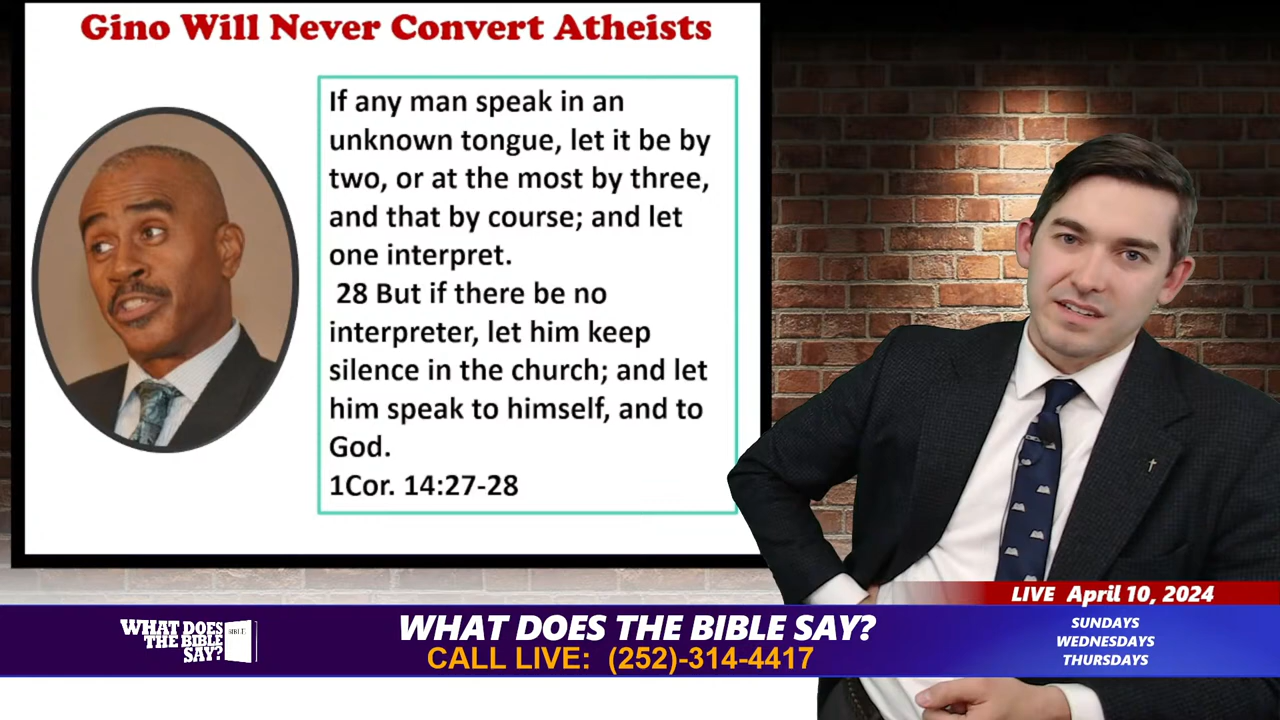 Gino Will Never Convert Atheists
If any man speak in an
unknown tongue, let it be by
two, or at the most by three,
and that by course; and let
one interpret.
28 But if there be no
interpreter, let him keep
silence in the church; and let
him speak to himself, and to
God.
1Cor. 14:27-28
LIVE April 10, 2024
WHAT DOES
THE BIBLE
SAY?
BIBLE
WHAT DOES THE BIBLE SAY?
CALL LIVE: (252)-314-4417
SUNDAYS
WEDNESDAYS
THURSDAYS